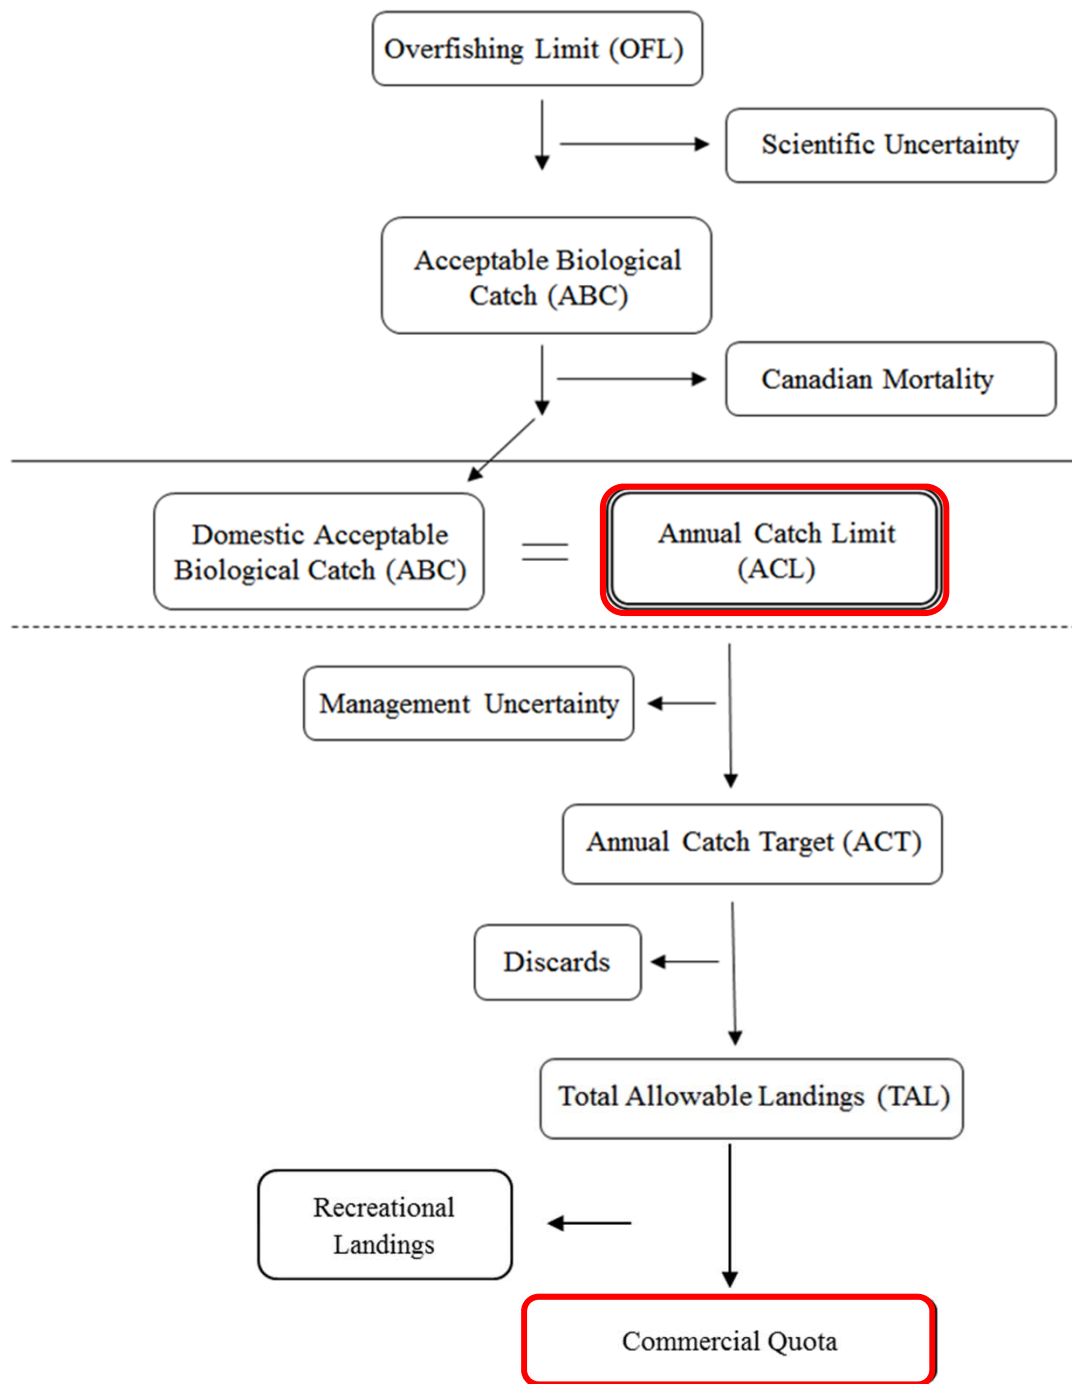 Overfishing Limit (OFL)
Scientific Uncertainty
Acceptable Biological
Catch (ABC)
Canadian Mortality
Domestic Acceptable
Biological Catch (ABC)
=
Annual Catch Limit
(ACL)
Management Uncertainty
Annual Catch Target (ACT)
Discards
Total Allowable Landings (TAL)
Recreational
Landings
Commercial Quota